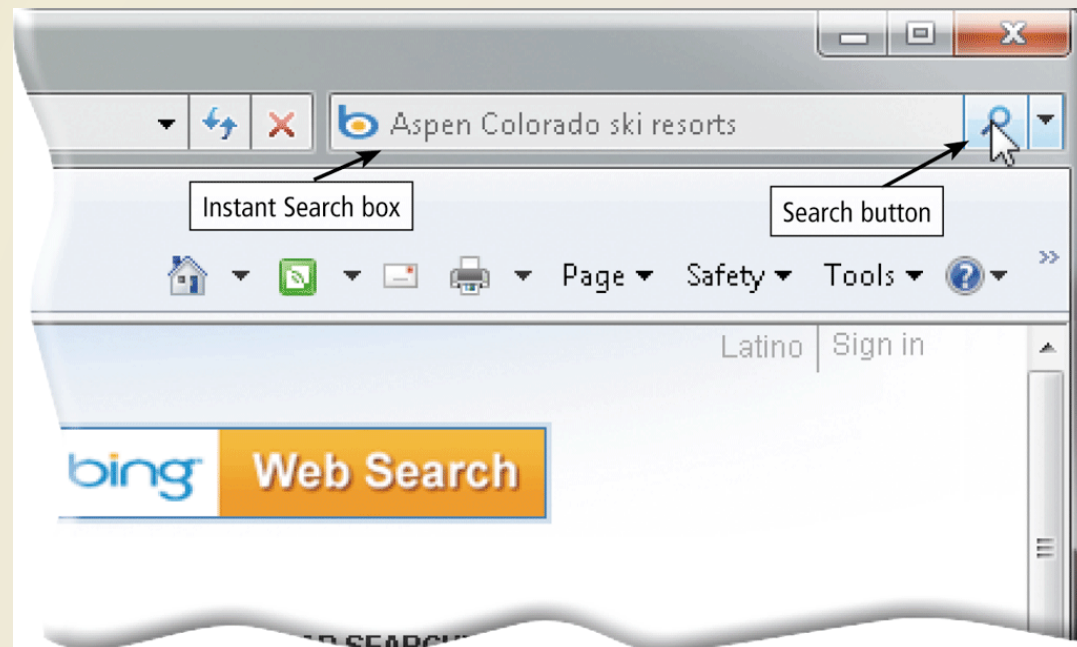 Aspen Colorado ski resorts
Instant Search box
Search button
Page Safety Tools
Latino Sign in
bing Web Search